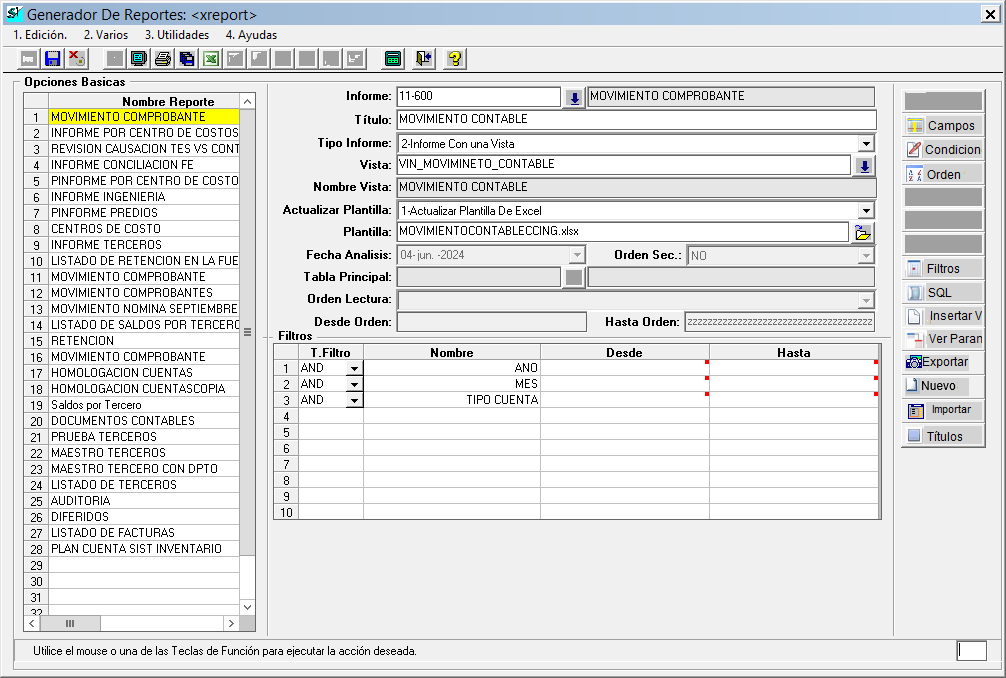 Generador De Reportes: <xreport>
1. Edición. 2. Varios 3. Utilidades 4. Ayudas
Opciones Basicas
Nombre Reporte
1 MOVIMIENTO COMPROBANTE
2 INFORME POR CENTRO DE COSTOS
3 REVISION CAUSACION TES VS CONT
4 INFORME CONCILIACION FE
5 PINFORME POR CENTRO DE COSTO
6 INFORME INGENIERIA
7 PINFORME PREDIOS
8 CENTROS DE COSTO
9 INFORME TERCEROS
10 LISTADO DE RETENCION EN LA FUE
11 MOVIMIENTO COMPROBANTE
12 MOVIMIENTO COMPROBANTES
13 MOVIMIENTO NOMINA SEPTIEMBRE
14 LISTADO DE SALDOS POR TERCERO
15 RETENCION
16 MOVIMIENTO COMPROBANTE
17 HOMOLOGACION CUENTAS
18 HOMOLOGACION CUENTASCOPIA
19 Saldos por Tercero
20 DOCUMENTOS CONTABLES
21 PRUEBA TERCEROS
22 MAESTRO TERCEROS
23 MAESTRO TERCERO CON DPTO
24 LISTADO DE TERCEROS
25 AUDITORIA
26 DIFERIDOS
27 LISTADO DE FACTURAS
28 PLAN CUENTA SIST INVENTARIO
29
30
31
32
Informe: 11-600 MOVIMIENTO COMPROBANTE
Título: MOVIMIENTO CONTABLE
Tipo Informe: 2-Informe Con una Vista
Vista: VIN_MOVIMINETO_CONTABLE
Nombre Vista: MOVIMIENTO CONTABLE
Actualizar Plantilla: 1-Actualizar Plantilla De Excel
Plantilla: MOVIMIENTOCONTABLECCING.xlsx
Fecha Analisis: 04-jun. -2024 Orden Sec.: NO
Tabla Principal:
Orden Lectura:
Desde Orden: Hasta Orden: zzzzzzzzzzzzzzzzzzzzzzzzzzzzzzzzzzzzzzzz
Filtros
T.Filtro Nombre Desde Hasta
1 AND ANO
2 AND MES
3 AND TIPO CUENTA
4
5
6
7
8
9
10
Campos
Condicion
Orden
Filtros
SQL
Insertar V
Ver Param
Exportar
Nuevo
Importar
Títulos
Utilice el mouse o una de las Teclas de Función para ejecutar la acción deseada.